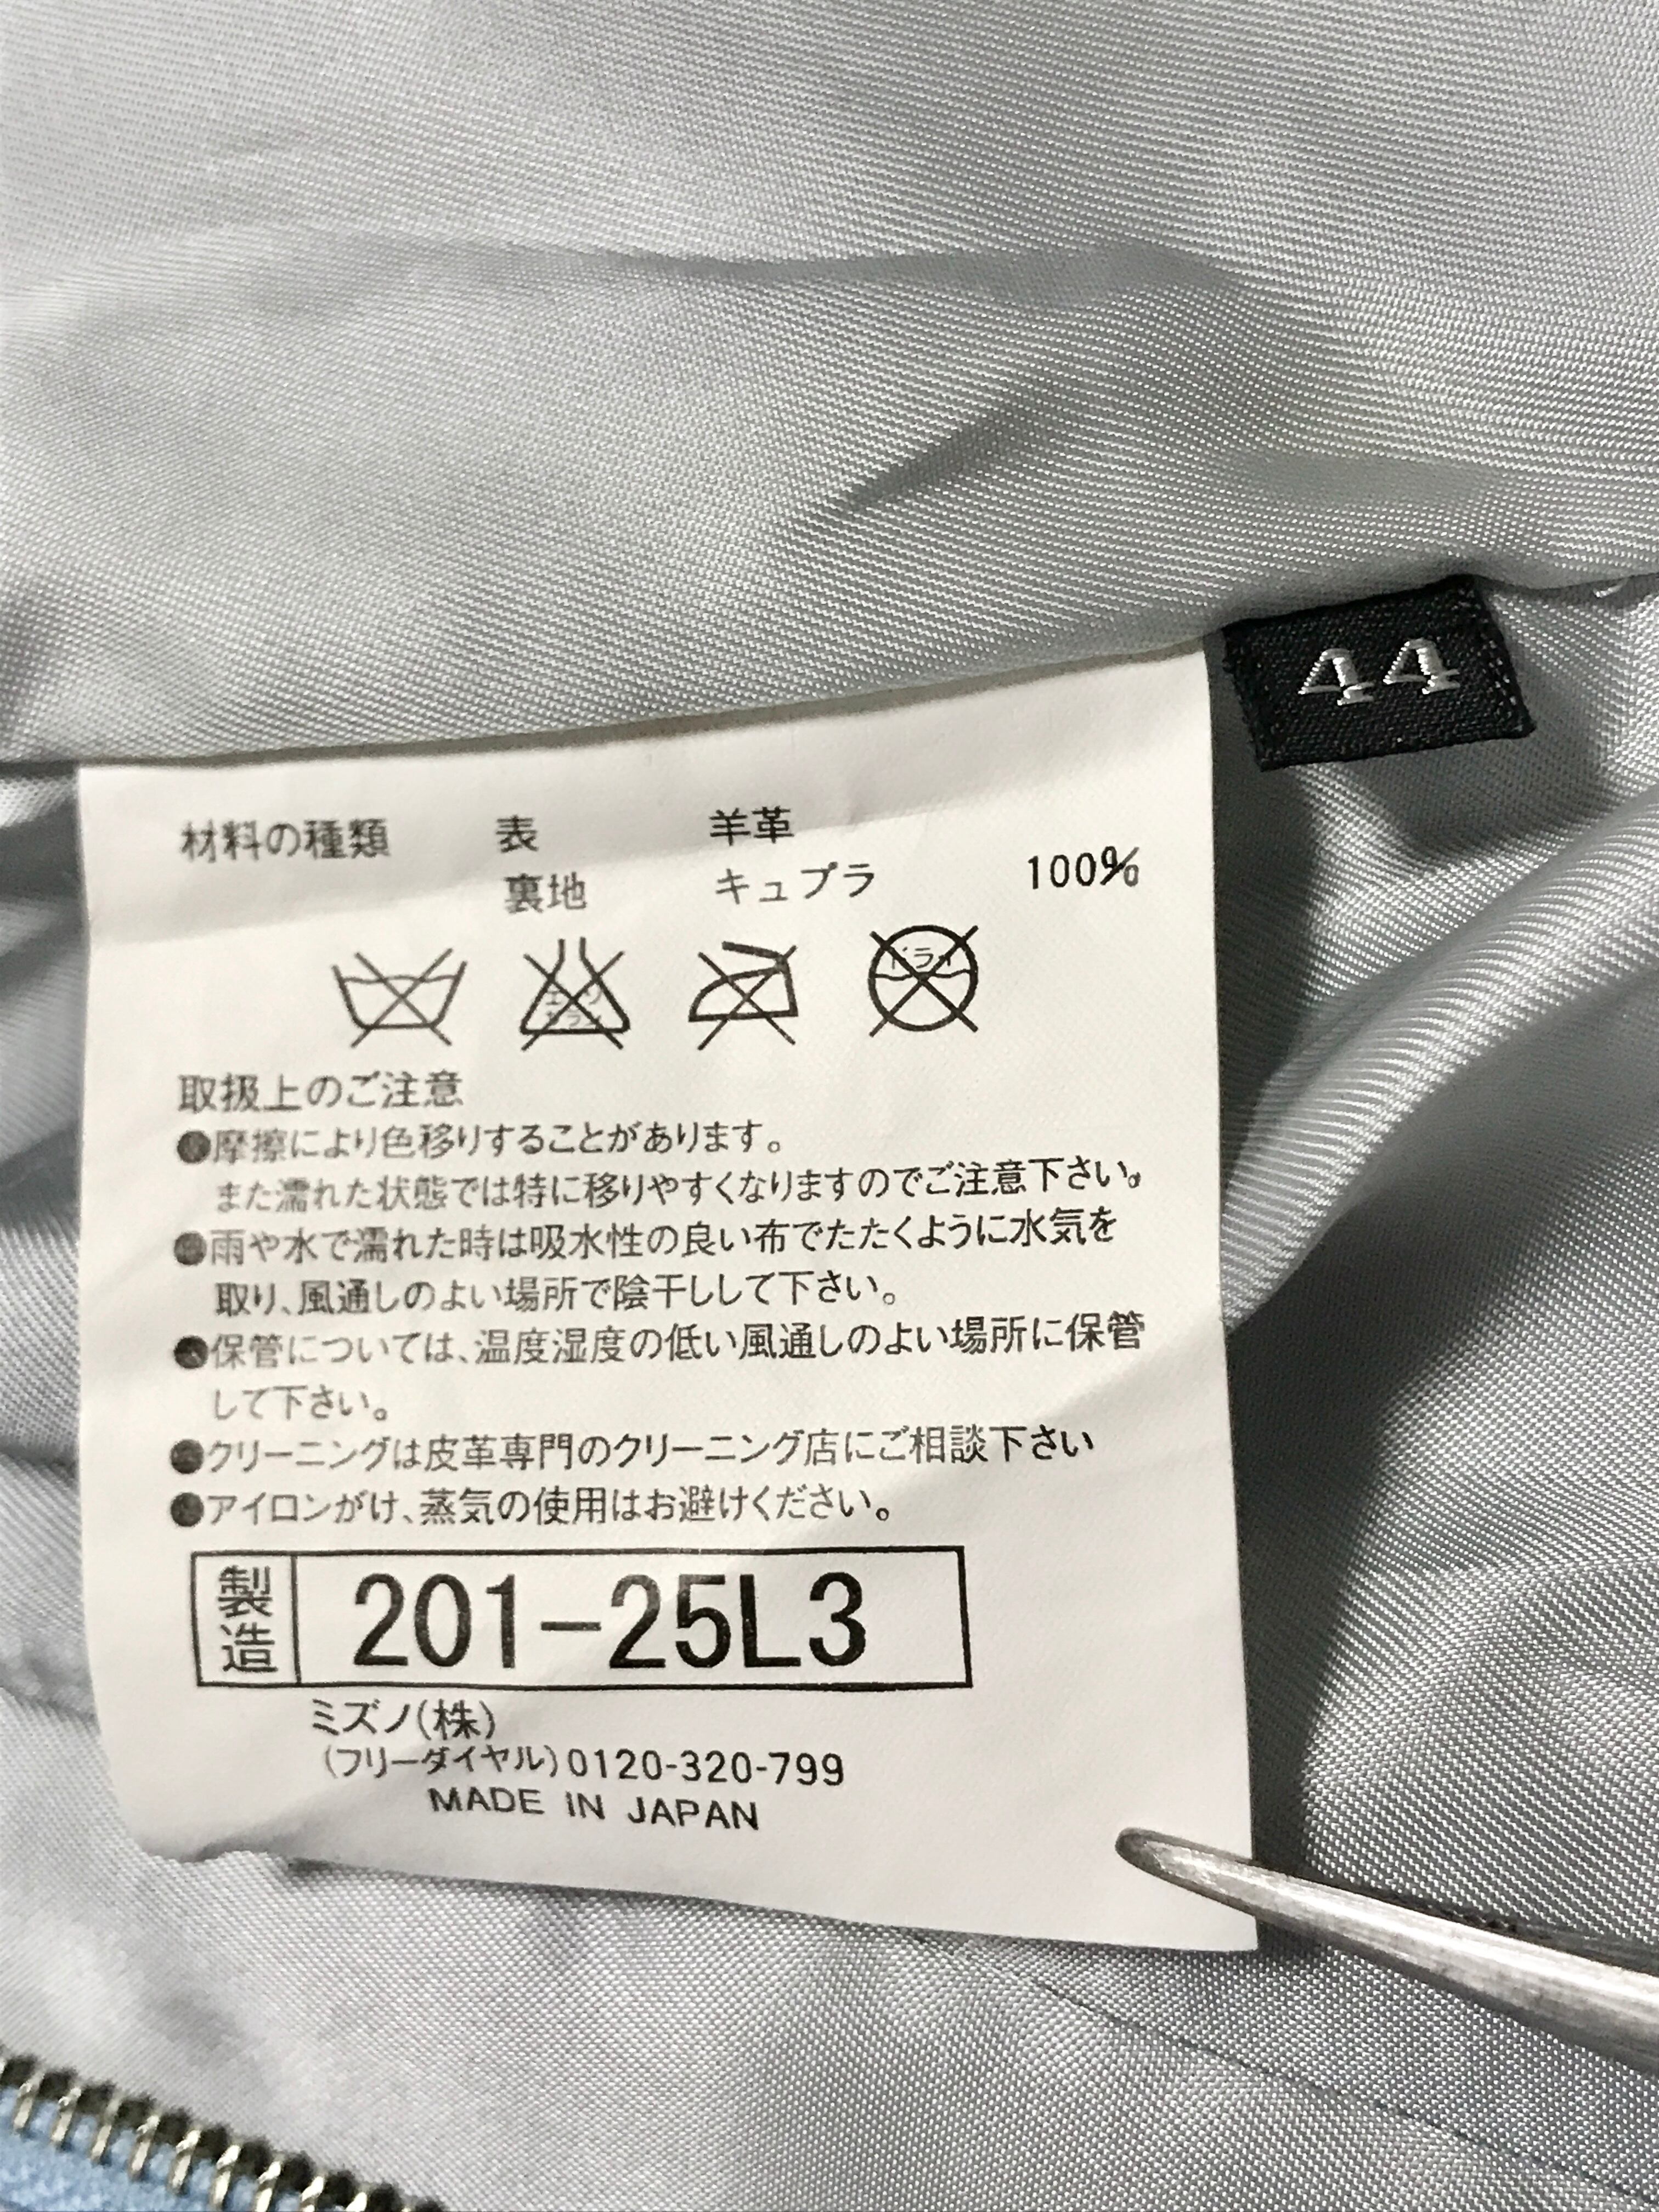 44
材料の種類 表 羊革
裏地 キュプラ 100%
エンソ
サラシ
ドライ
取扱上のご注意
●摩擦により色移りすることがあります。
また濡れた状態では特に移りやすくなりますのでご注意下さい。
●雨や水で濡れた時は吸水性の良い布でたたくように水気を
取り、風通しのよい場所で陰干しして下さい。
●保管については、温度湿度の低い風通しのよい場所に保管
して下さい。
●クリーニングは皮革専門のクリーニング店にご相談下さい
●アイロンがけ、蒸気の使用はお避けください。
製造 201-25L3
ミズノ(株)
(フリーダイヤル)0120-320-799
MADE IN JAPAN